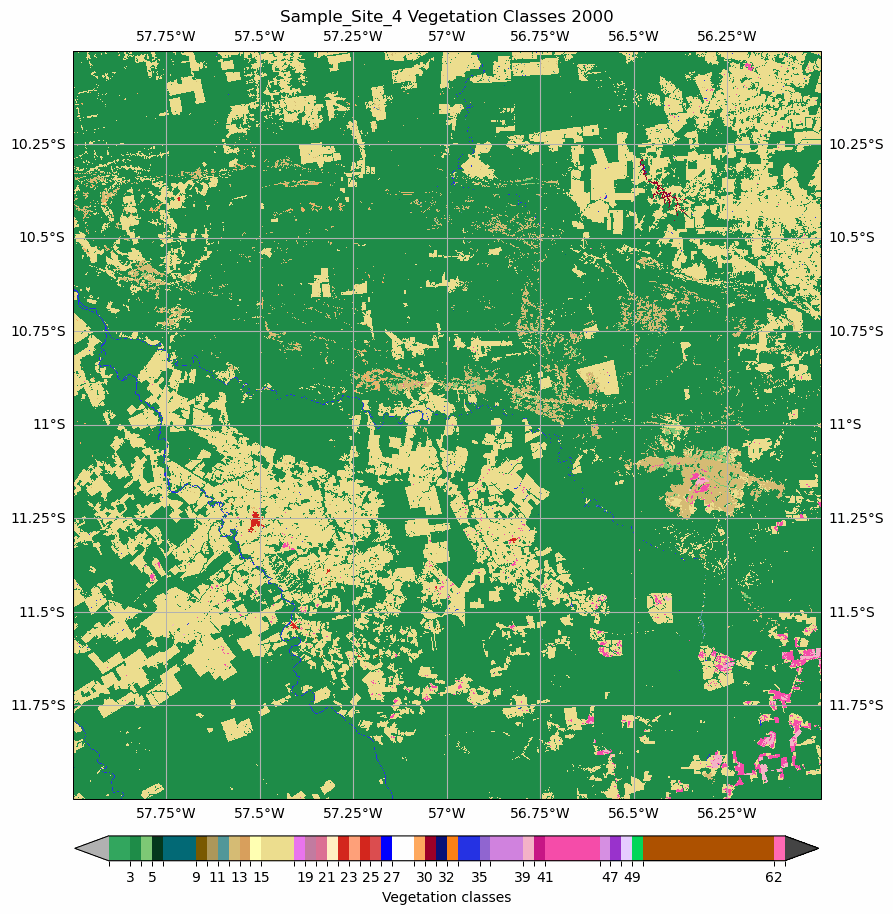 Sample_Site_4 Vegetation Classes 2000
57.75°W 57.5°W 57.25°W 57°W 56.75°W 56.5°W 56.25°W
10.25°S 10.25°S
10.5°S 10.5°S
10.75°S 10.75°S
11°S 11°S
11.25°S 11.25°S
11.5°S 11.5°S
11.75°S 11.75°S
57.75°W 57.5°W 57.25°W 57°W 56.75°W 56.5°W 56.25°W
3 5 9 11 13 15 19 21 23 25 27 30 32 35 39 41 47 49 62
Vegetation classes